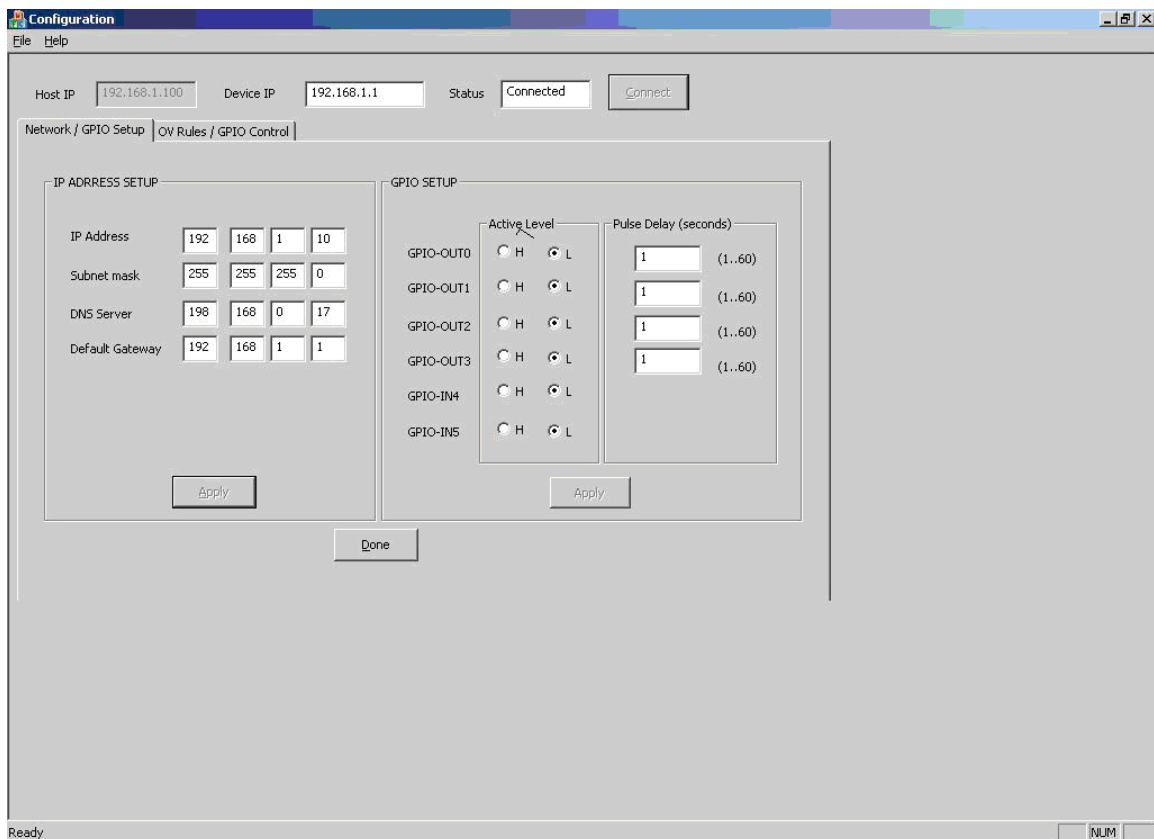 Configuration
File Help
Host IP 192.168.1.100 Device IP 192.168.1.1 Status Connected Connect
Network / GPIO Setup OV Rules / GPIO Control
IP ADRRESS SETUP
IP Address 192 168 1 10
Subnet mask 255 255 255 0
DNS Server 198 168 0 17
Default Gateway 192 168 1 1
Apply
GPIO SETUP
Active Level Pulse Delay (seconds)
GPIO-OUT0 H L 1 (1..60)
GPIO-OUT1 H L 1 (1..60)
GPIO-OUT2 H L 1 (1..60)
GPIO-OUT3 H L 1 (1..60)
GPIO-IN4 H L
GPIO-IN5 H L
Apply
Done
Ready NUM